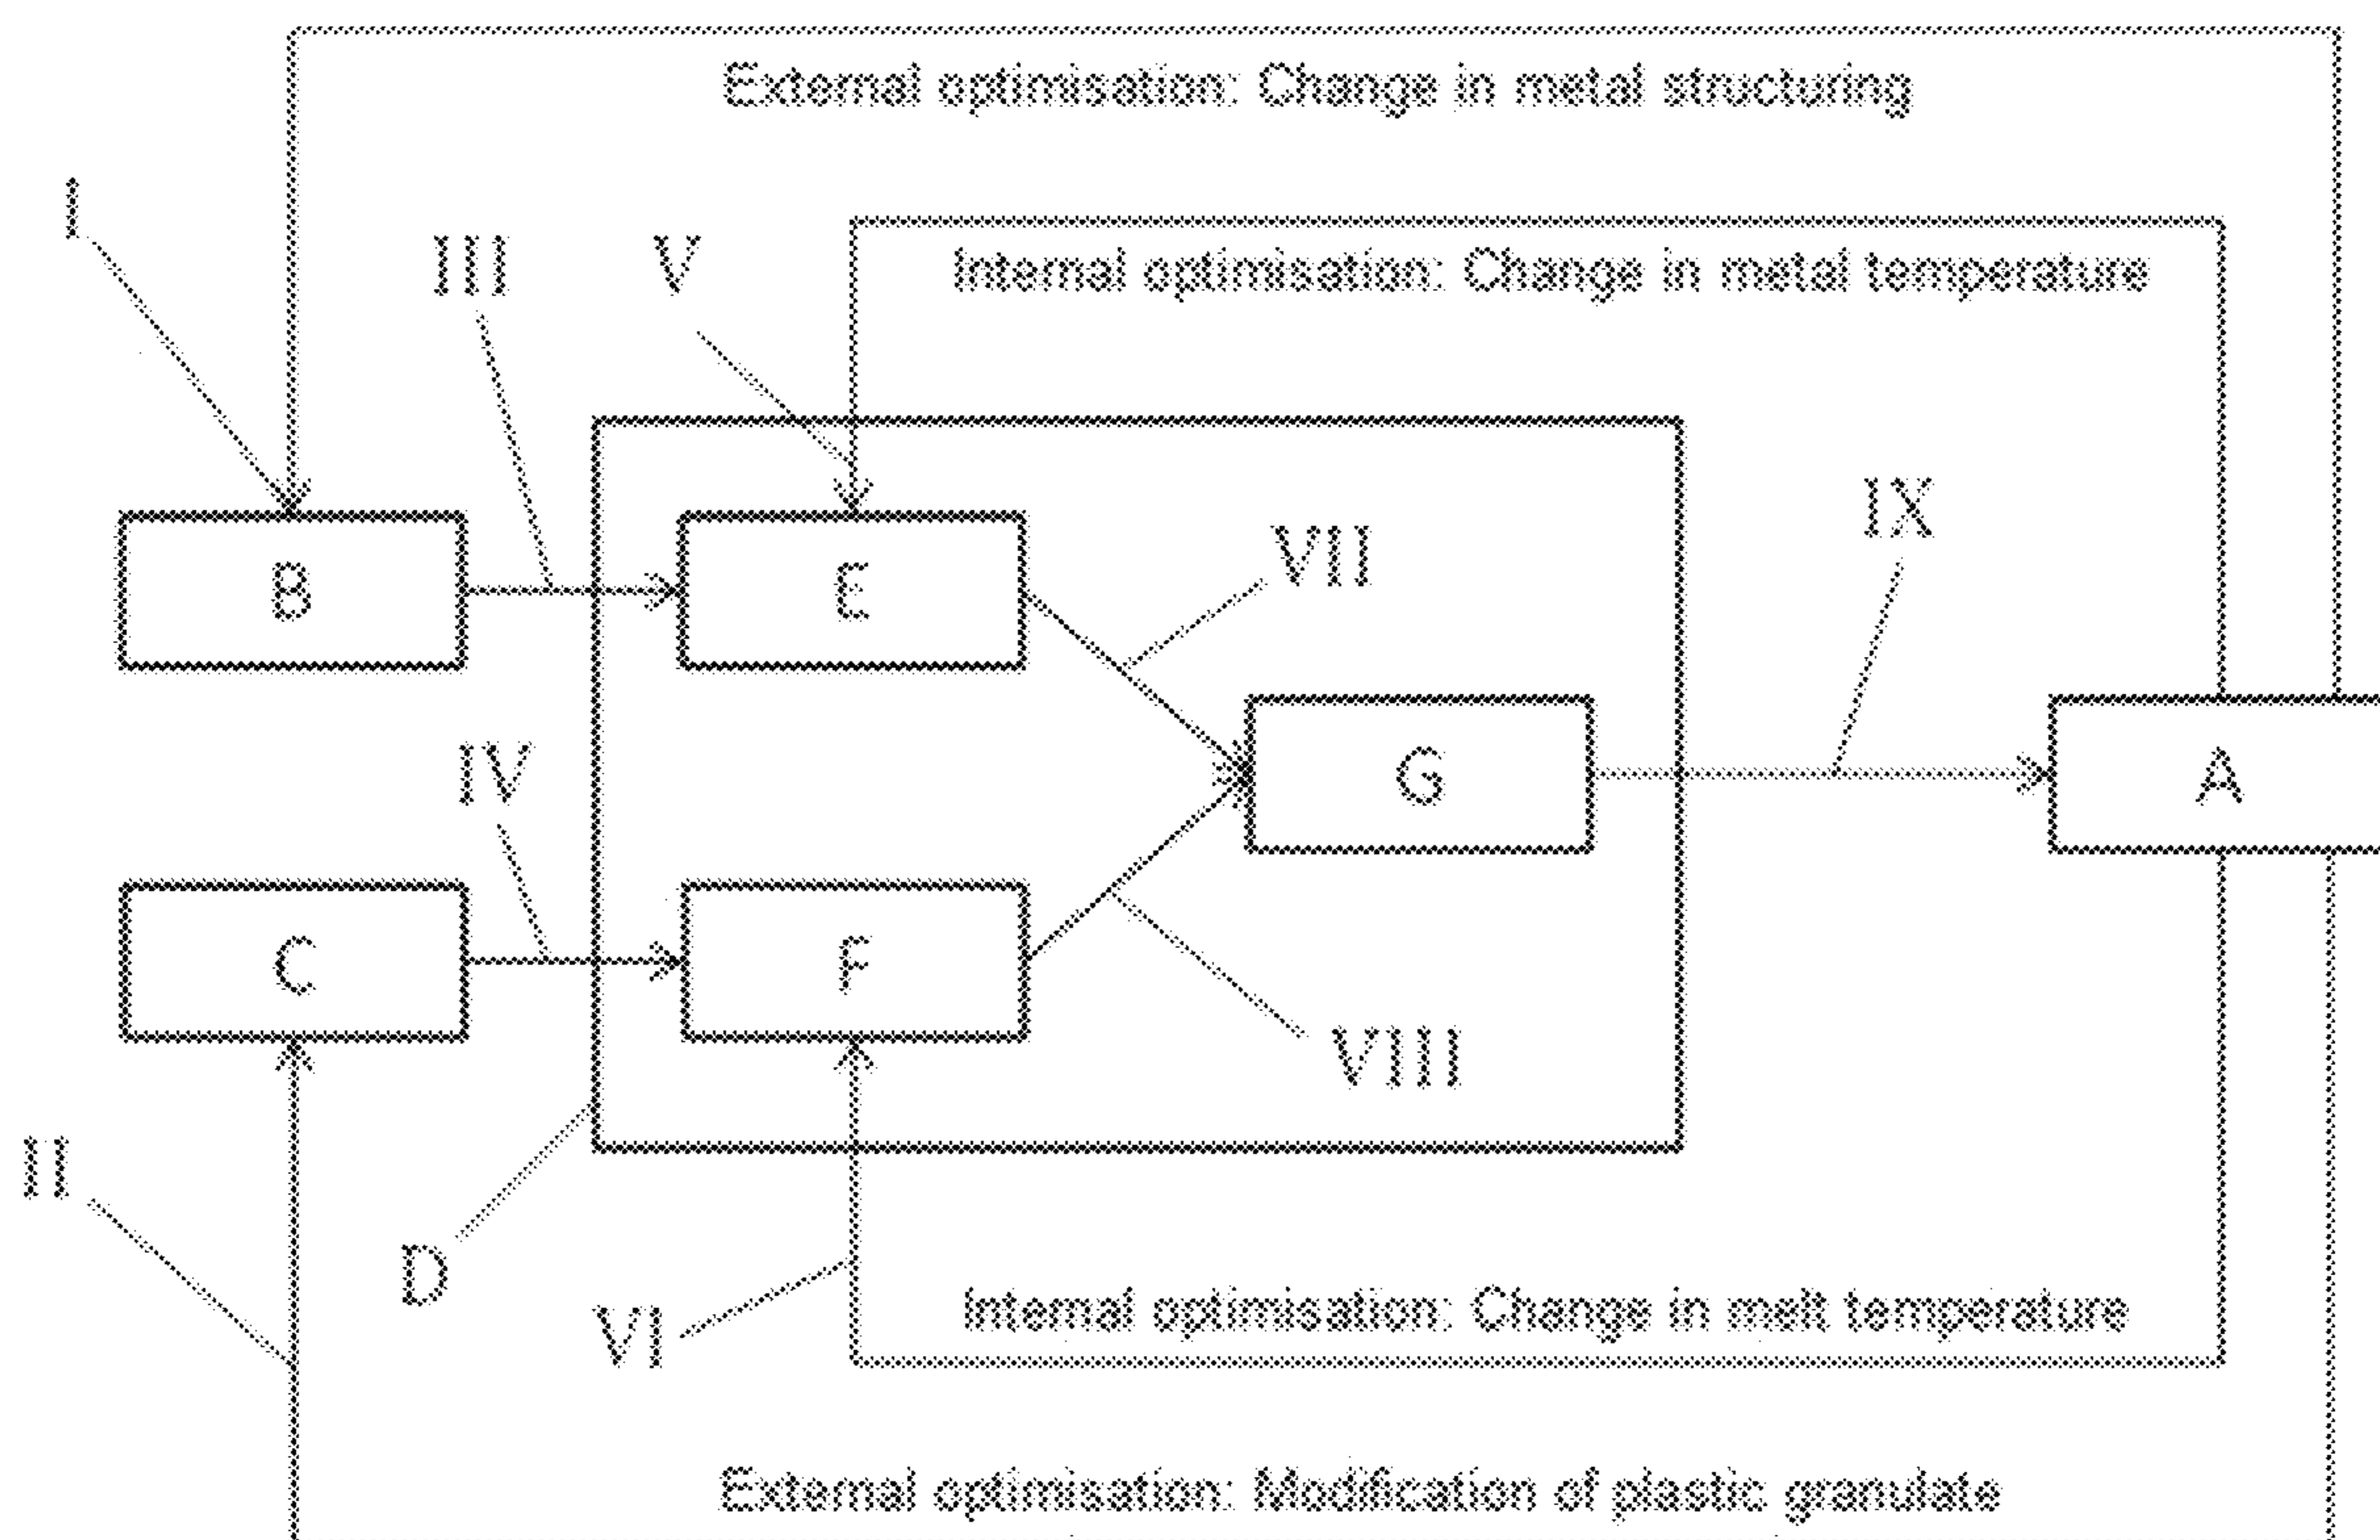 External optimisation: Change in metal structuring
I
III
V
Internal optimisation: Change in metal temperature
IX
VII
B
E
IV
G
A
C
F
VIII
II
D
VI
Internal optimisation: Change in melt temperature
External optimisation: Modification of plastic granulate